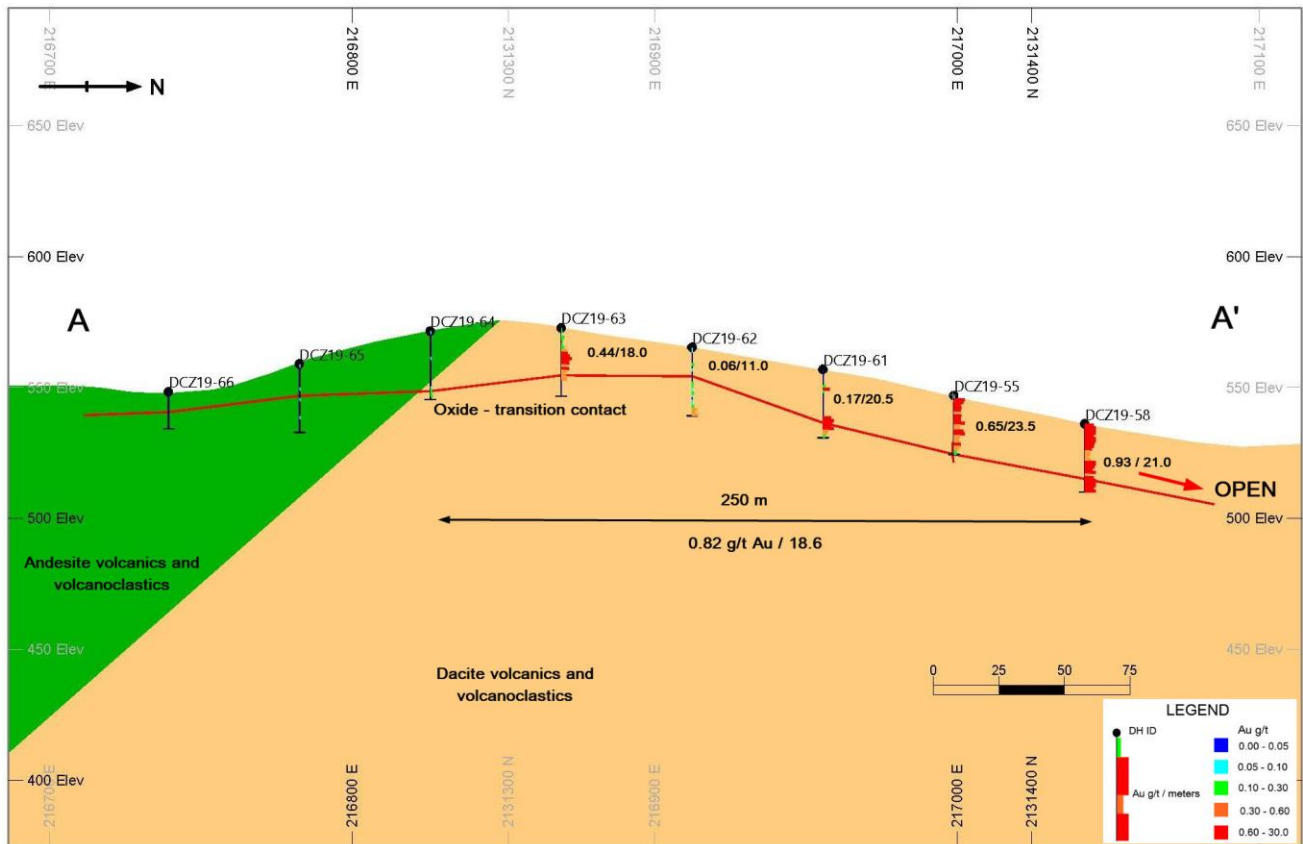 216700 E
216800 E
2131300 N
216900 E
217000 E
2131400 N
217100 E
N
650 Elev
650 Elev
600 Elev
600 Elev
A
A'
DCZ19-66
DCZ19-65
DCZ19-64
DCZ19-63
DCZ19-62
DCZ19-61
DCZ19-55
DCZ19-58
0.44/18.0
0.06/11.0
0.17/20.5
0.65/23.5
0.93 / 21.0
550 Elev
550 Elev
Oxide - transition contact
OPEN
250 m
0.82 g/t Au / 18.6
500 Elev
500 Elev
Andesite volcanics and
volcanoclastics
450 Elev
450 Elev
Dacite volcanics and
volcanoclastics
0 25 50 75
400 Elev
216700 E
216800 E
2131300 N
216900 E
217000 E
2131400 N
LEGEND
DH ID
Au g/t / meters
Au g/t
0.00 - 0.05
0.05 - 0.10
0.10 - 0.30
0.30 - 0.60
0.60 - 30.0